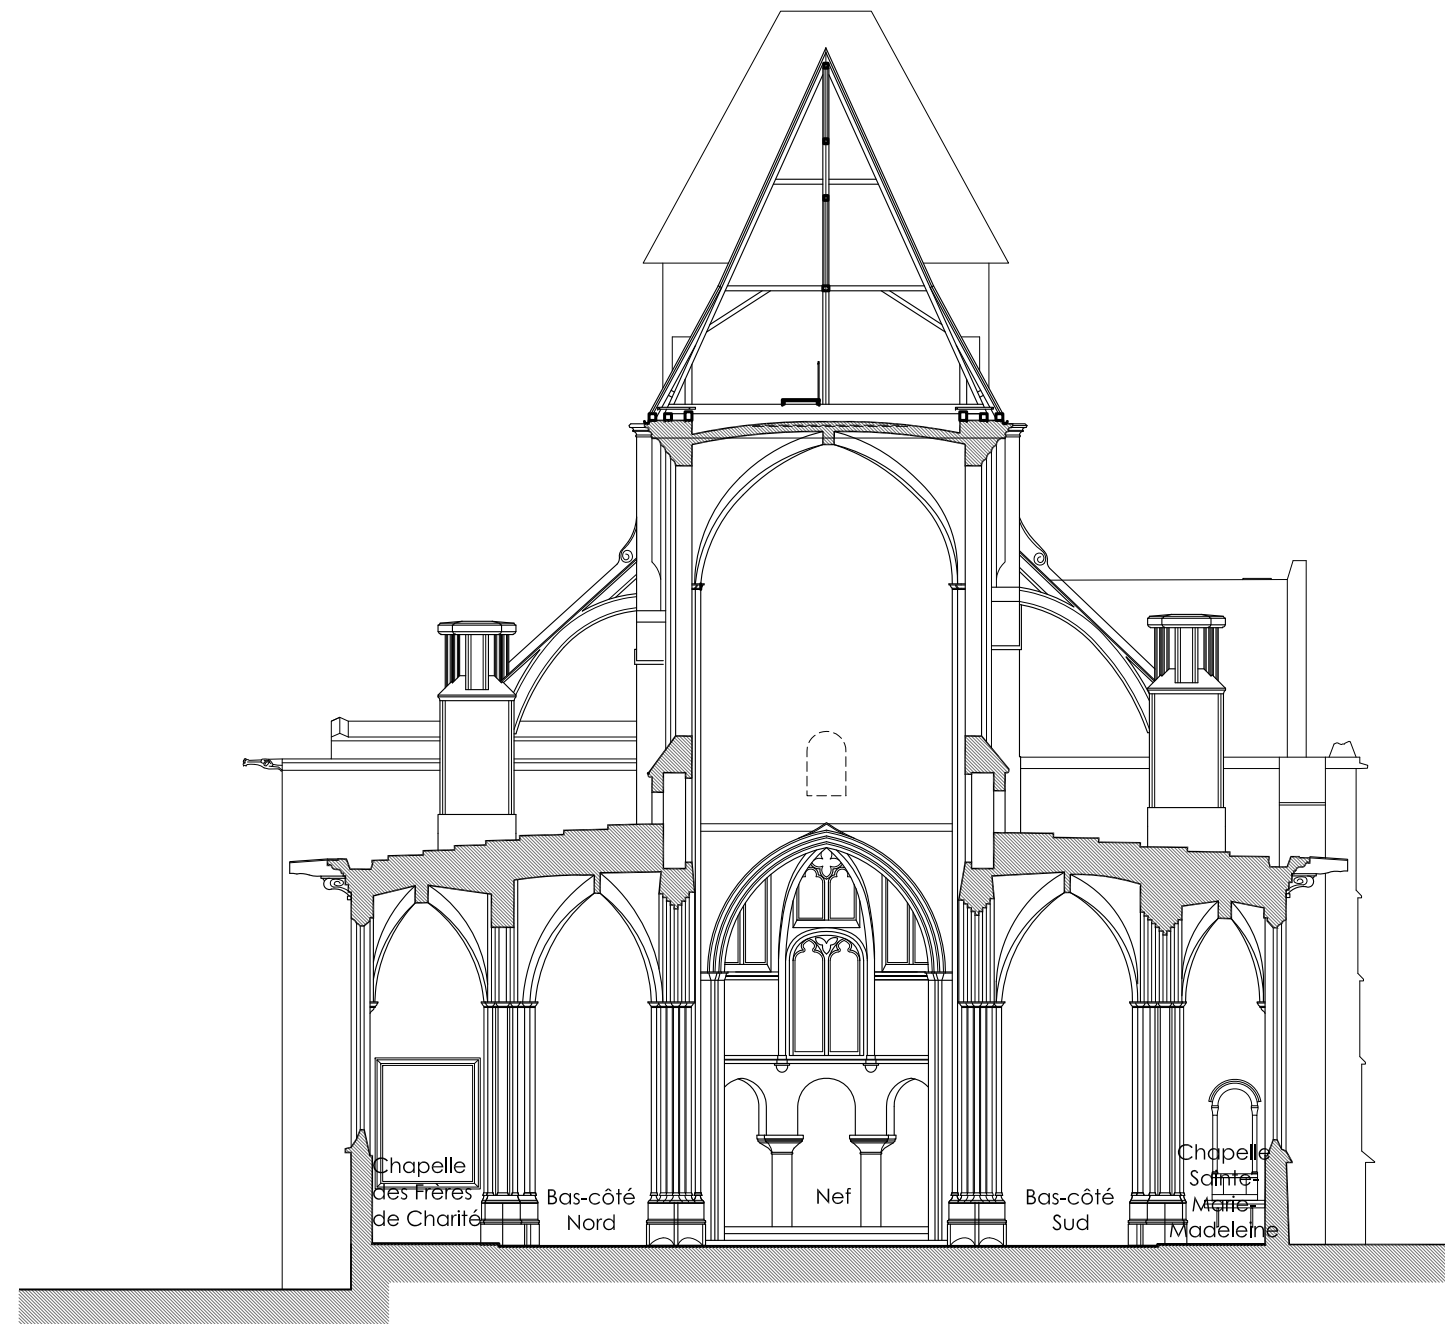 Chapelle
des Frères
de Charité
Bas-côté
Nord
Nef
Bas-côté
Sud
Chapelle
Sainte-
Marie-
Madeleine